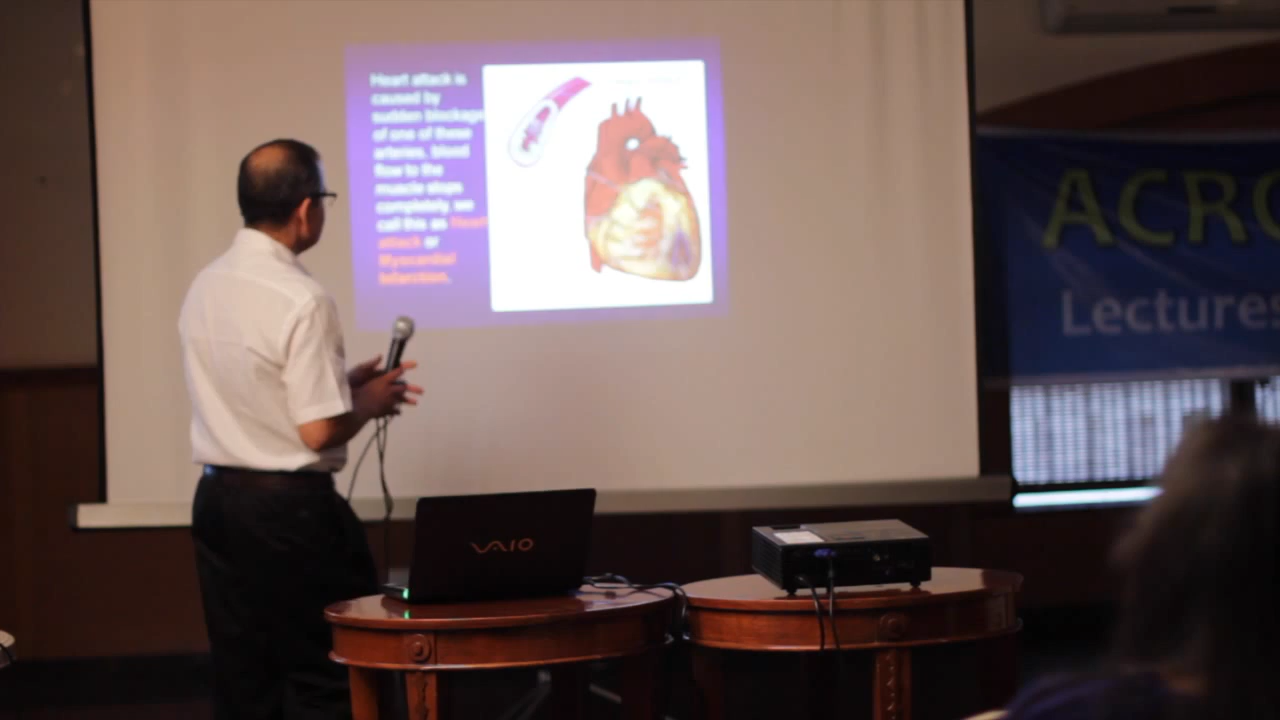 Heart attack is
caused by
sudden blockage
of one of these
arteries, blood
flow to the
muscle stops
completely, we
call this as Heart
attack or
Myocardial
Infarction.
ACRO
Lectures
VAIO